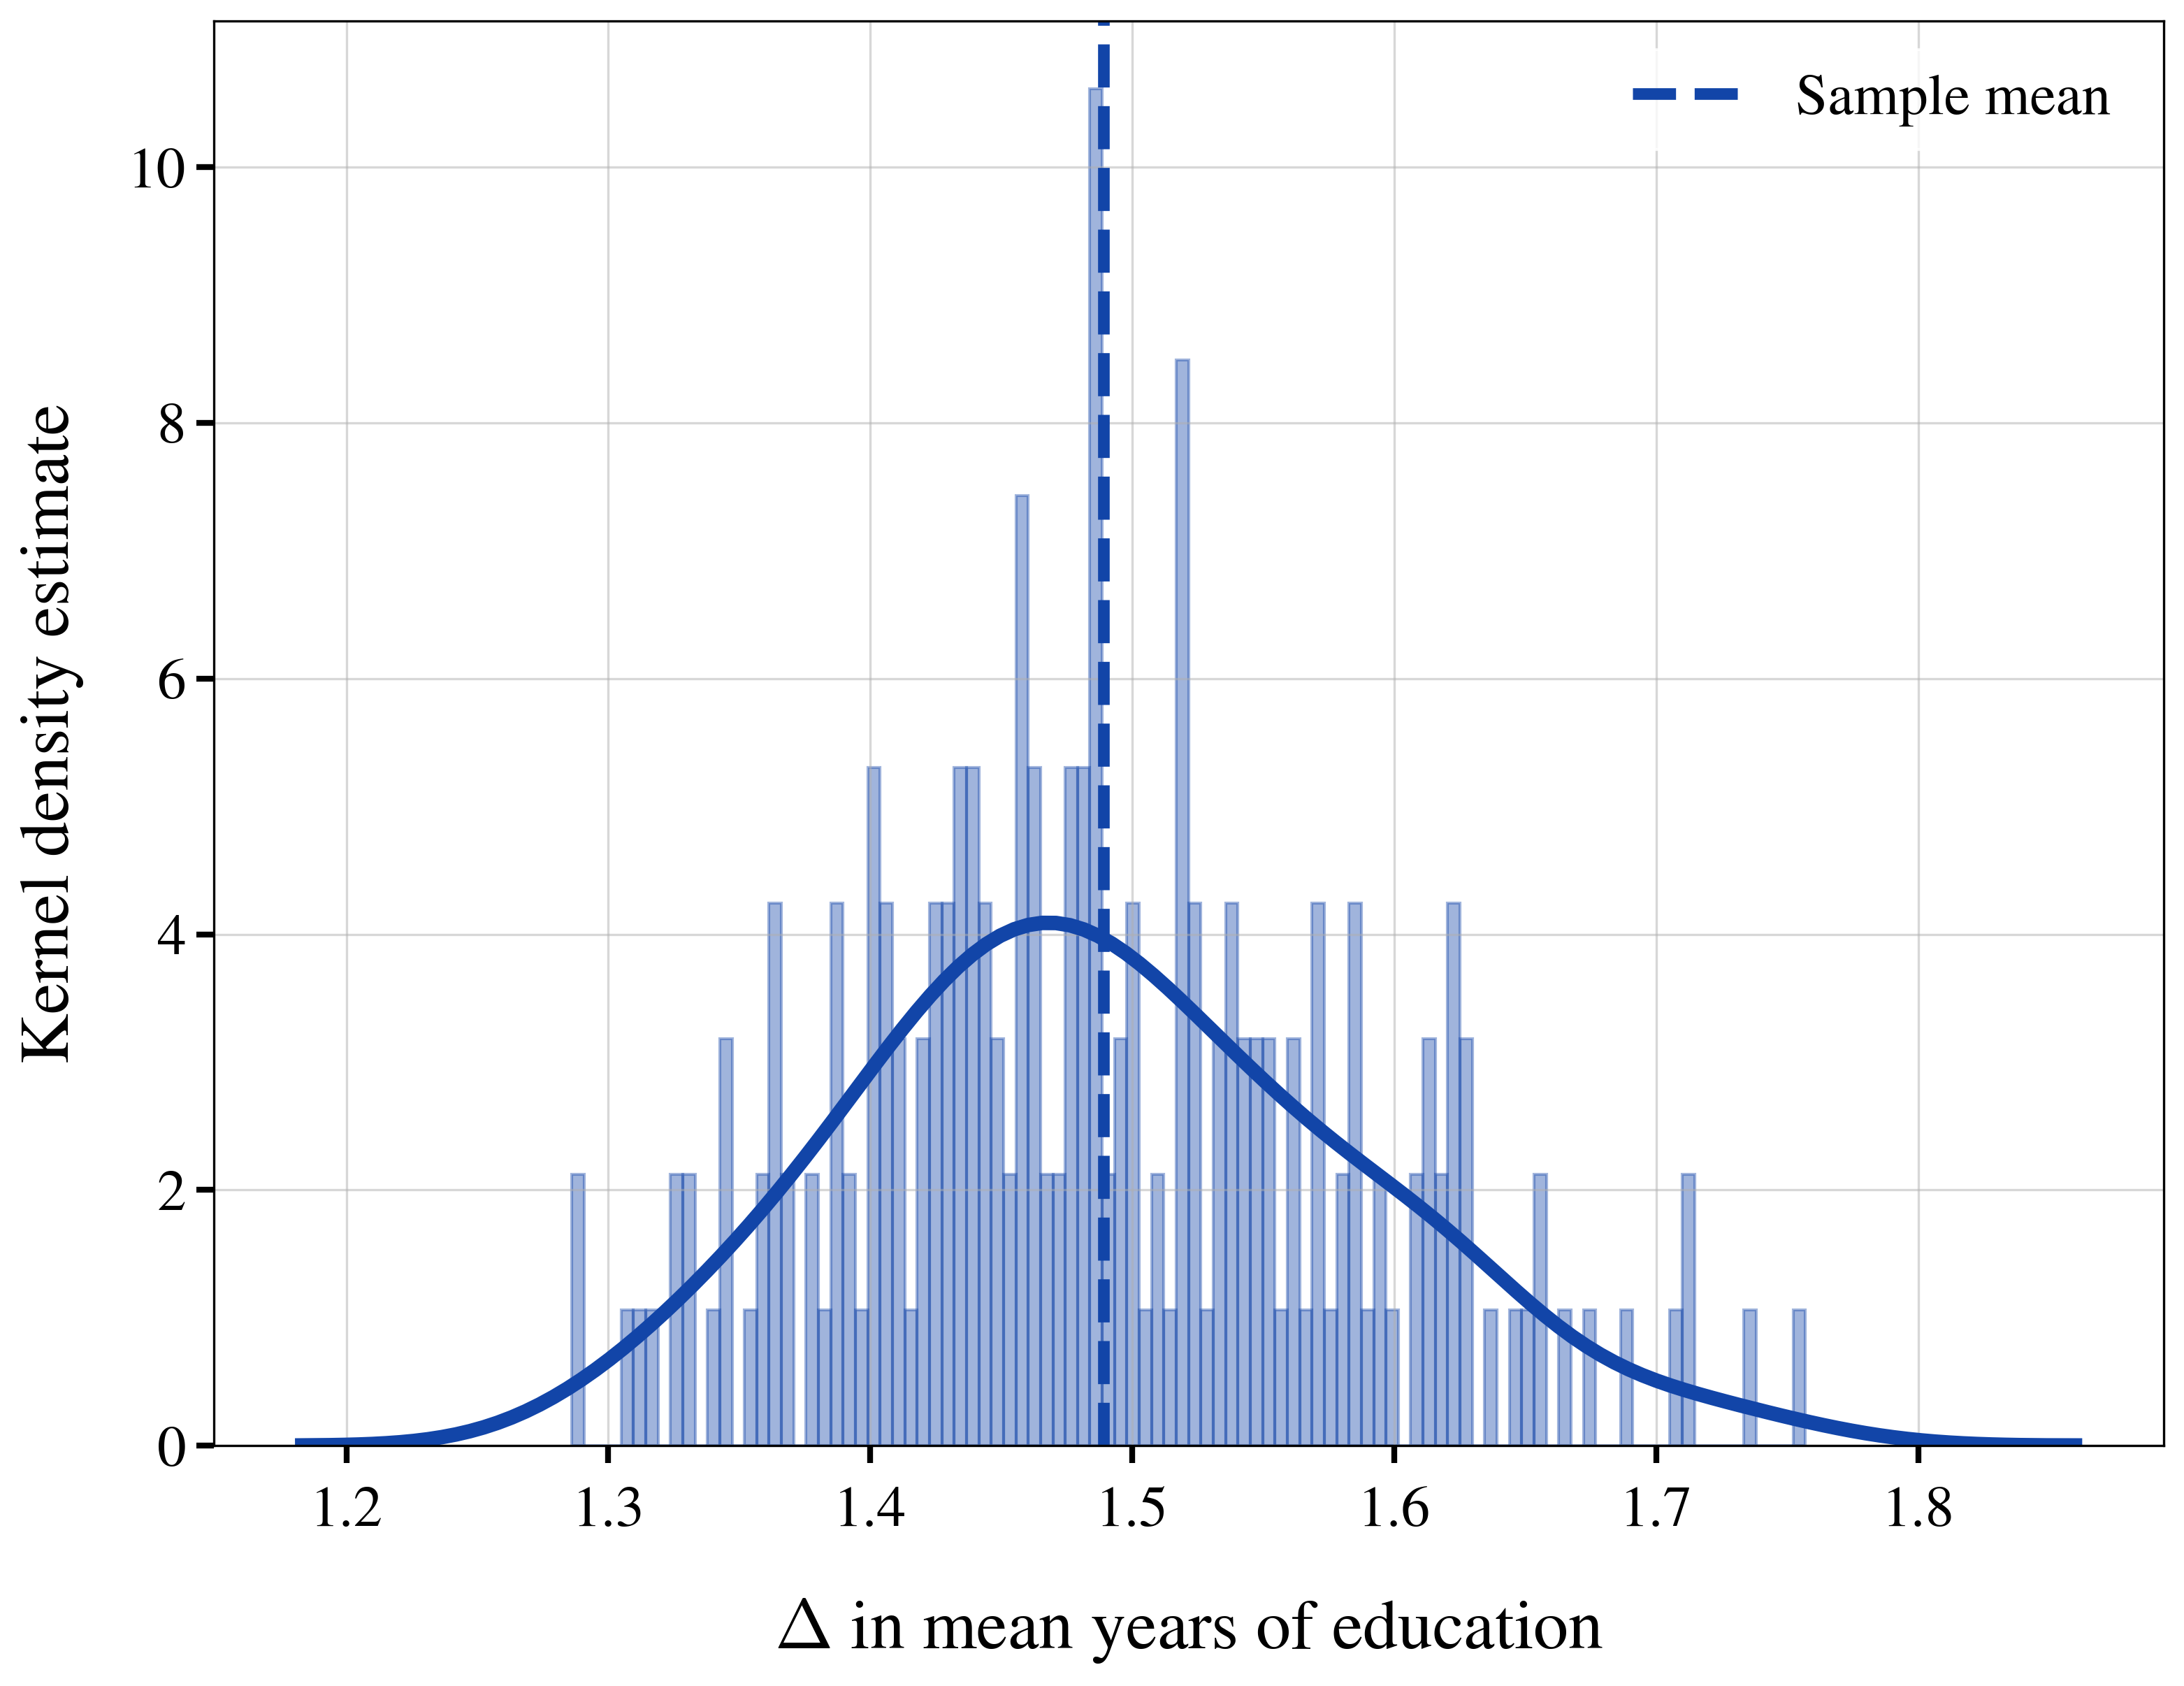 Sample mean
Kernel density estimate
10
8
6
4
2
0
1.2 1.3 1.4 1.5 1.6 1.7 1.8
Δ in mean years of education